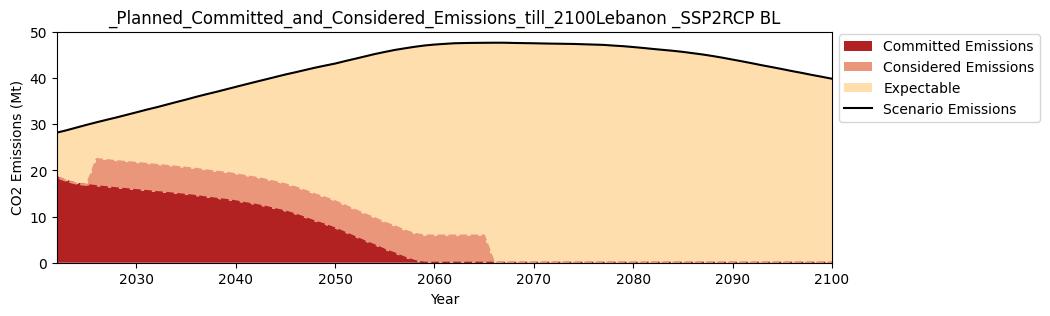 _Planned_Committed_and_Considered_Emissions_till_2100Lebanon _SSP2RCP BL
Committed Emissions
Considered Emissions
Expectable
Scenario Emissions
CO2 Emissions (Mt)
50
40
30
20
10
0
2030 2040 2050 2060 2070 2080 2090 2100
Year